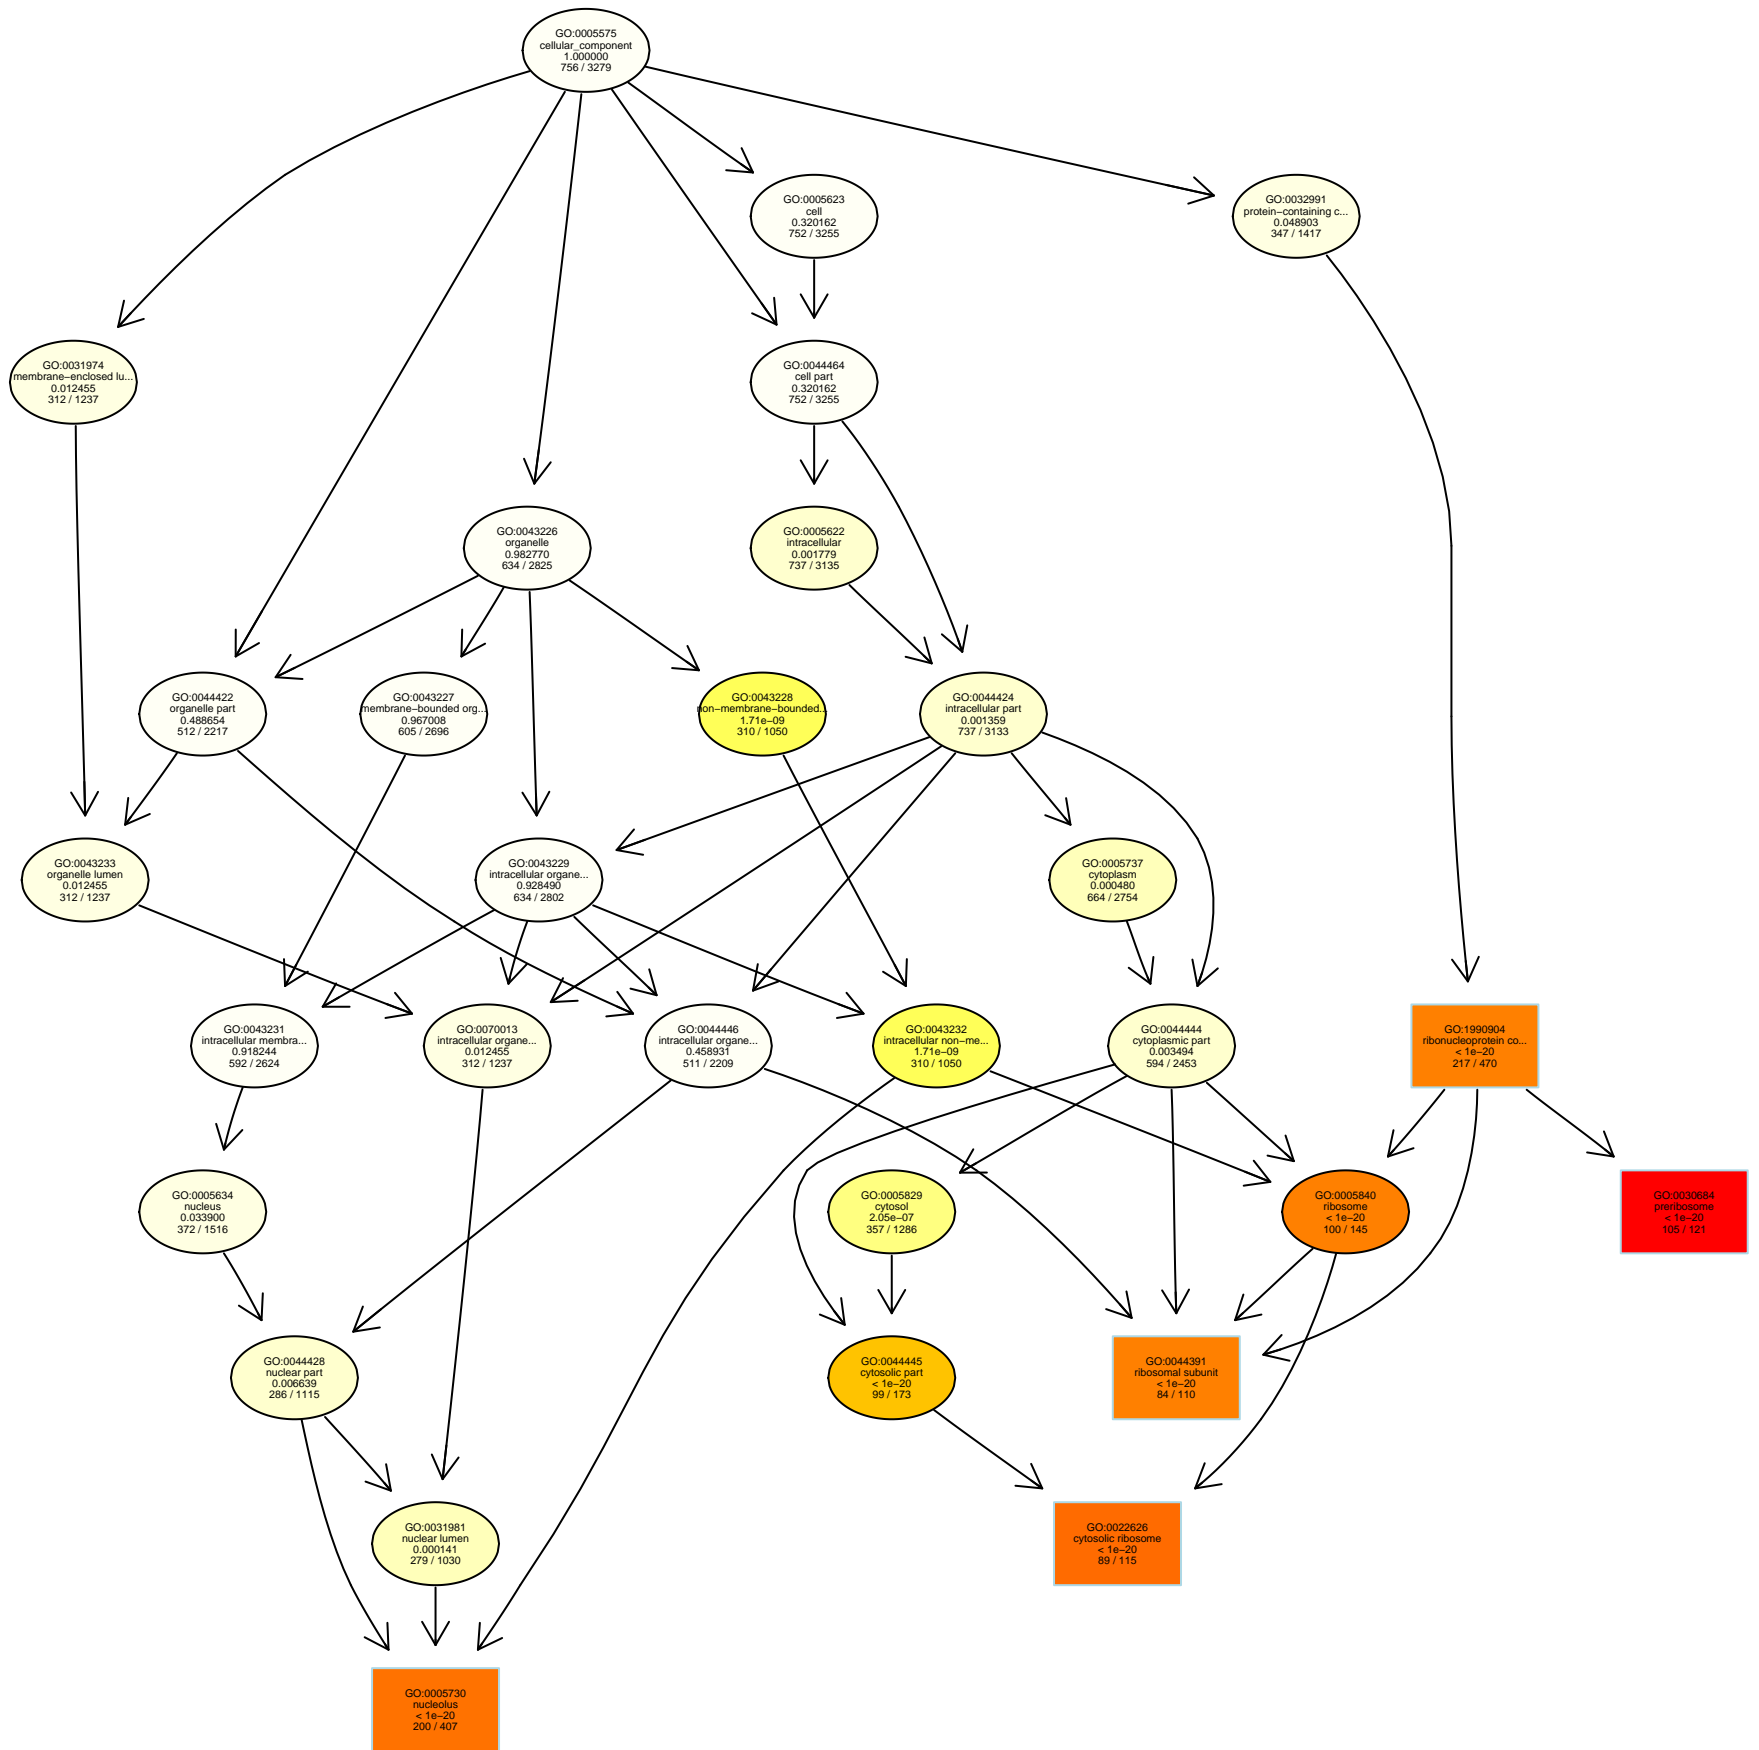 GO:0005575
cellular_component
1.000000
756 / 3279
GO:0005623
cell
0.320162
752 / 3255
GO:0032991
protein−containing c...
0.048903
347 / 1417
GO:0031974
membrane−enclosed lu...
0.012455
312 / 1237
GO:0044464
cell part
0.320162
752 / 3255
GO:0043226
organelle
0.982770
634 / 2825
GO:0005622
intracellular
0.001779
737 / 3135
GO:0044422
organelle part
0.488654
512 / 2217
GO:0043227
membrane−bounded org...
0.967008
605 / 2696
GO:0043228
non−membrane−bounded...
1.71e−09
310 / 1050
GO:0044424
intracellular part
0.001359
737 / 3133
GO:0043233
organelle lumen
0.012455
312 / 1237
GO:0043229
intracellular organe...
0.928490
634 / 2802
GO:0005737
cytoplasm
0.000480
664 / 2754
GO:0043231
intracellular membra...
0.918244
592 / 2624
GO:0070013
intracellular organe...
0.012455
312 / 1237
GO:0044446
intracellular organe...
0.458931
511 / 2209
GO:0043232
intracellular non−me...
1.71e−09
310 / 1050
GO:0044444
cytoplasmic part
0.003494
594 / 2453
GO:1990904
ribonucleoprotein co...
< 1e−20
217 / 470
GO:0005634
nucleus
0.033900
372 / 1516
GO:0005829
cytosol
2.05e−07
357 / 1286
GO:0005840
ribosome
< 1e−20
100 / 145
GO:0030684
preribosome
< 1e−20
105 / 121
GO:0044428
nuclear part
0.006639
286 / 1115
GO:0044445
cytosolic part
< 1e−20
99 / 173
GO:0044391
ribosomal subunit
< 1e−20
84 / 110
GO:0031981
nuclear lumen
0.000141
279 / 1030
GO:0022626
cytosolic ribosome
< 1e−20
89 / 115
GO:0005730
nucleolus
< 1e−20
200 / 407